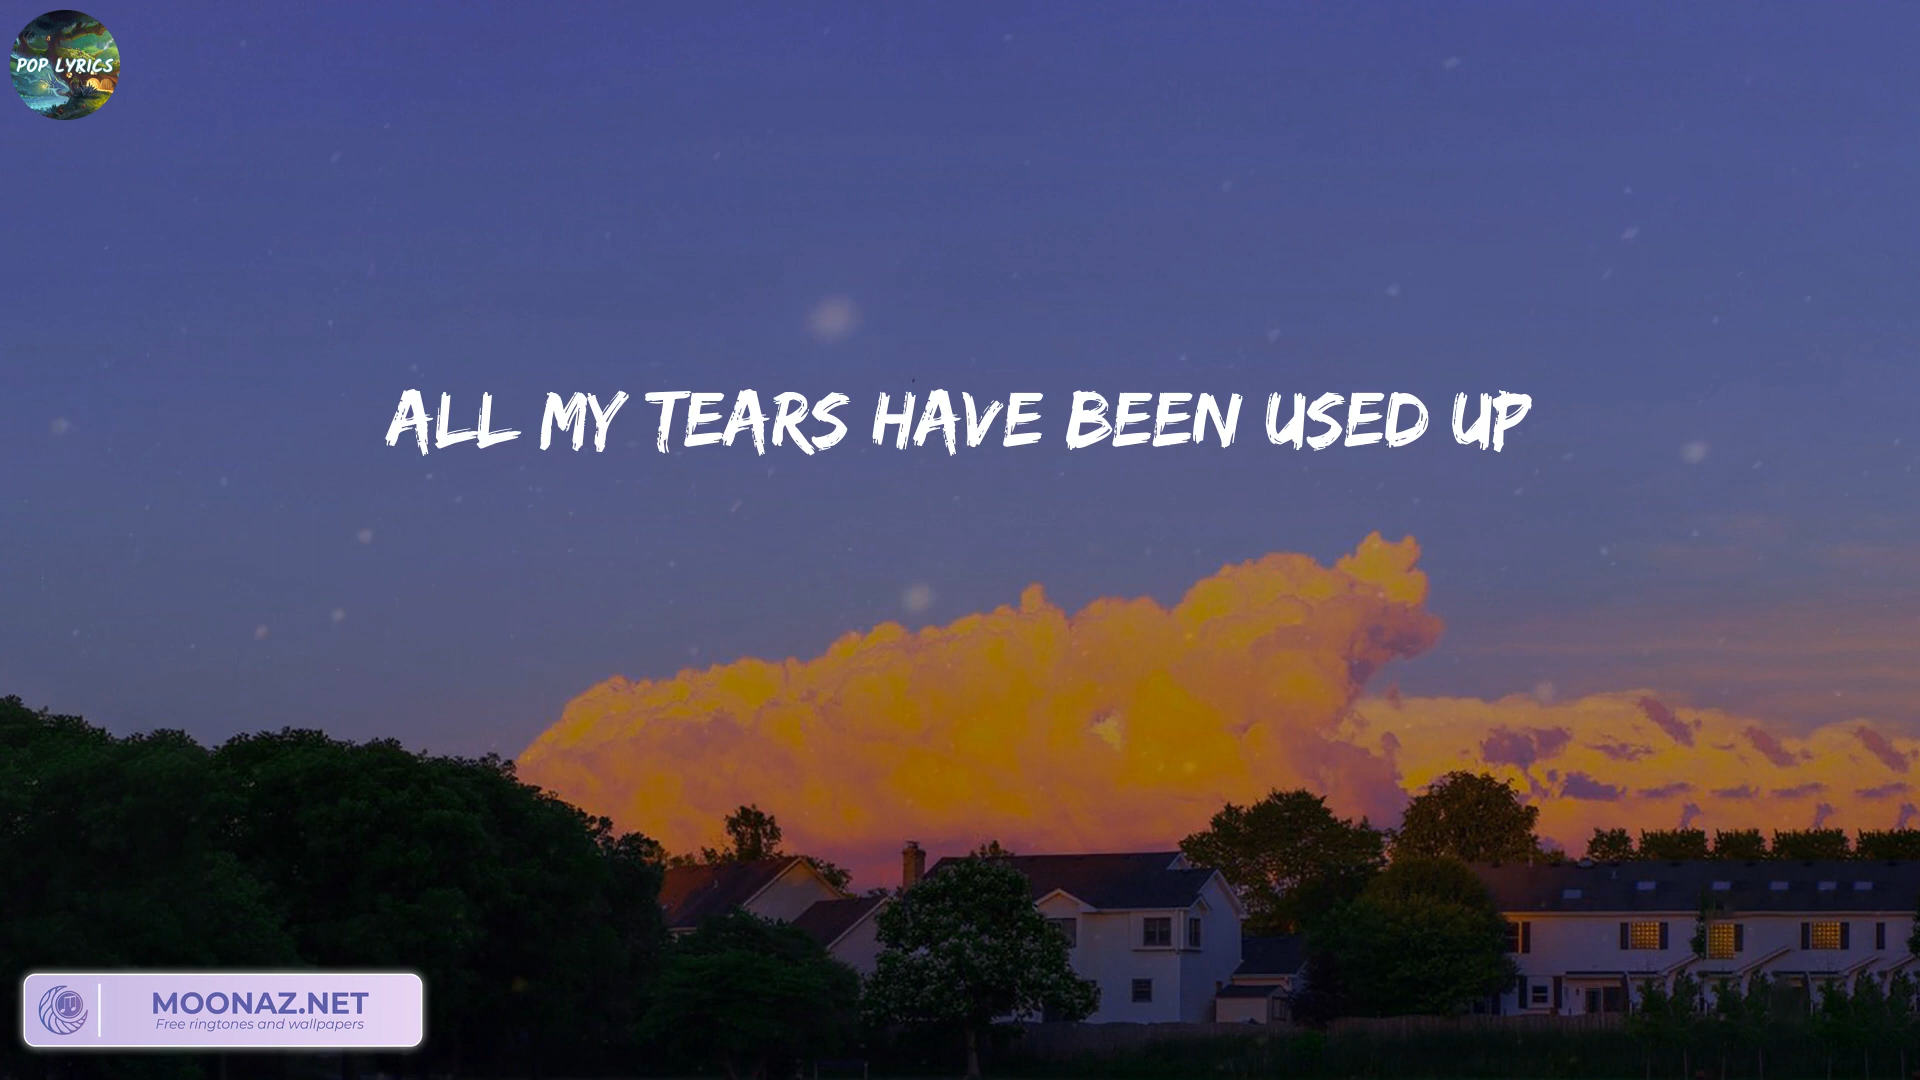 POP LYRICS
ALL MY TEARS HAVE BEEN USED UP
MOONAZ.NET
Free ringtones and wallpapers